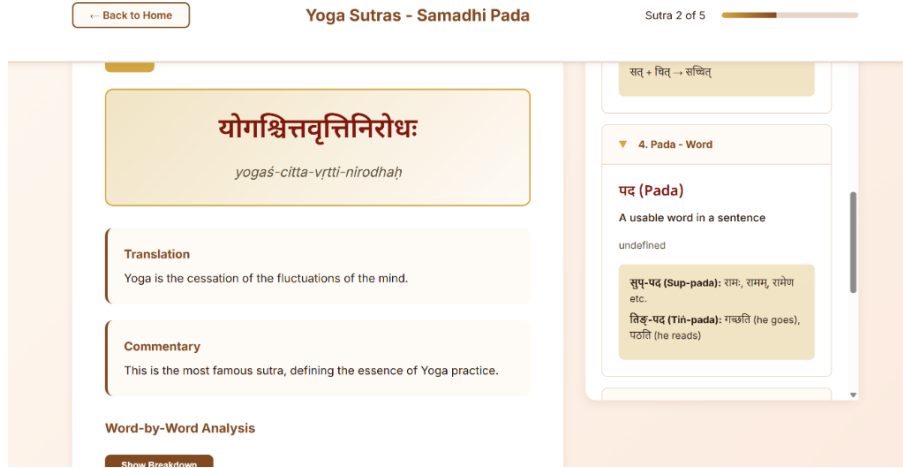 ← Back to Home
Yoga Sutras - Samadhi Pada
Sutra 2 of 5
योगश्चित्तवृत्तिनिरोधः
yogaś-citta-vṛtti-nirodhaḥ
Translation
Yoga is the cessation of the fluctuations of the mind.
Commentary
This is the most famous sutra, defining the essence of Yoga practice.
Word-by-Word Analysis
Show Breakdown
सत् + चित् → सच्चित्
▼ 4. Pada - Word
पद (Pada)
A usable word in a sentence
undefined
सुप्-पद (Sup-pada): रामः, रामम्, रामेण
etc.
तिङ्-पद (Tiṅ-pada): गच्छति (he goes),
पठति (he reads)